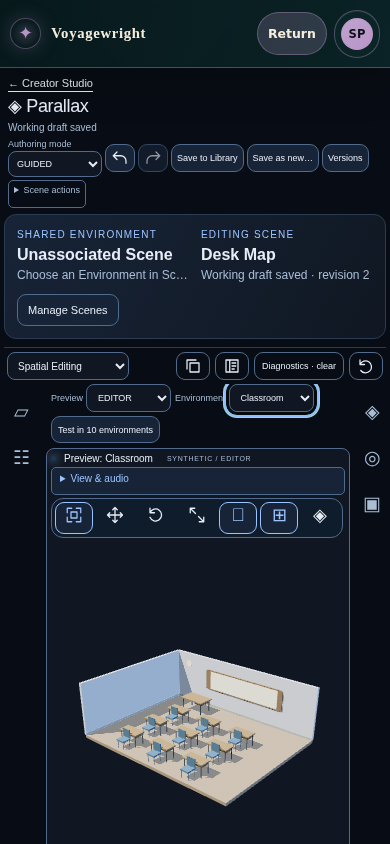 Voyagewright
Return
SP
← Creator Studio
◈ Parallax
Working draft saved
Authoring mode
GUIDED
Save to Library
Save as new…
Versions
Scene actions
SHARED ENVIRONMENT
Unassociated Scene
Choose an Environment in Sc…
EDITING SCENE
Desk Map
Working draft saved · revision 2
Manage Scenes
Spatial Editing
Diagnostics · clear
Preview
EDITOR
Environmen
Classroom
Test in 10 environments
Preview: Classroom
SYNTHETIC / EDITOR
View & audio